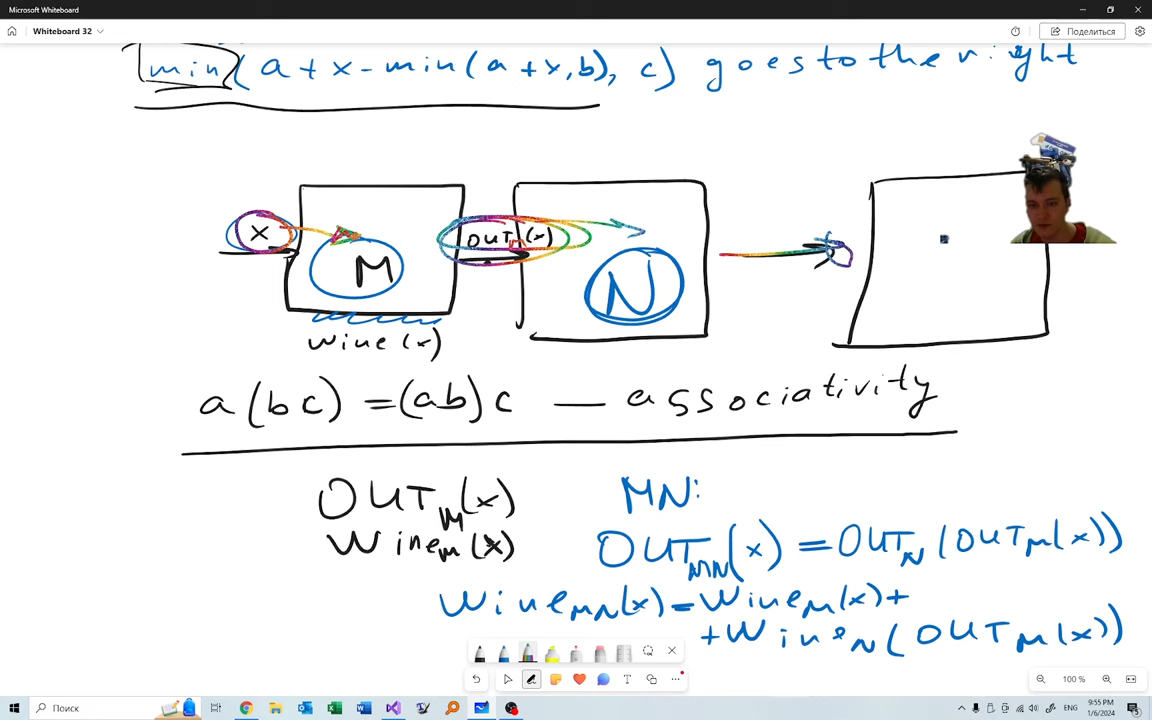 Microsoft Whiteboard
Whiteboard 32
Поделиться
min(a+x-min(a+x,b), c) goes to the right
x
M
OUT(x)
N
wine(x)
a(bc) = (ab)c — associativity
OUT_M(x)
Wine_M(x)
MN:
OUT_MN(x) = OUT_N(OUT_M(x))
Wine_MN(x) = Wine_M(x) +
+ Wine_N(OUT_M(x))
100 %
Поиск
ENG
9:55 PM
1/6/2024